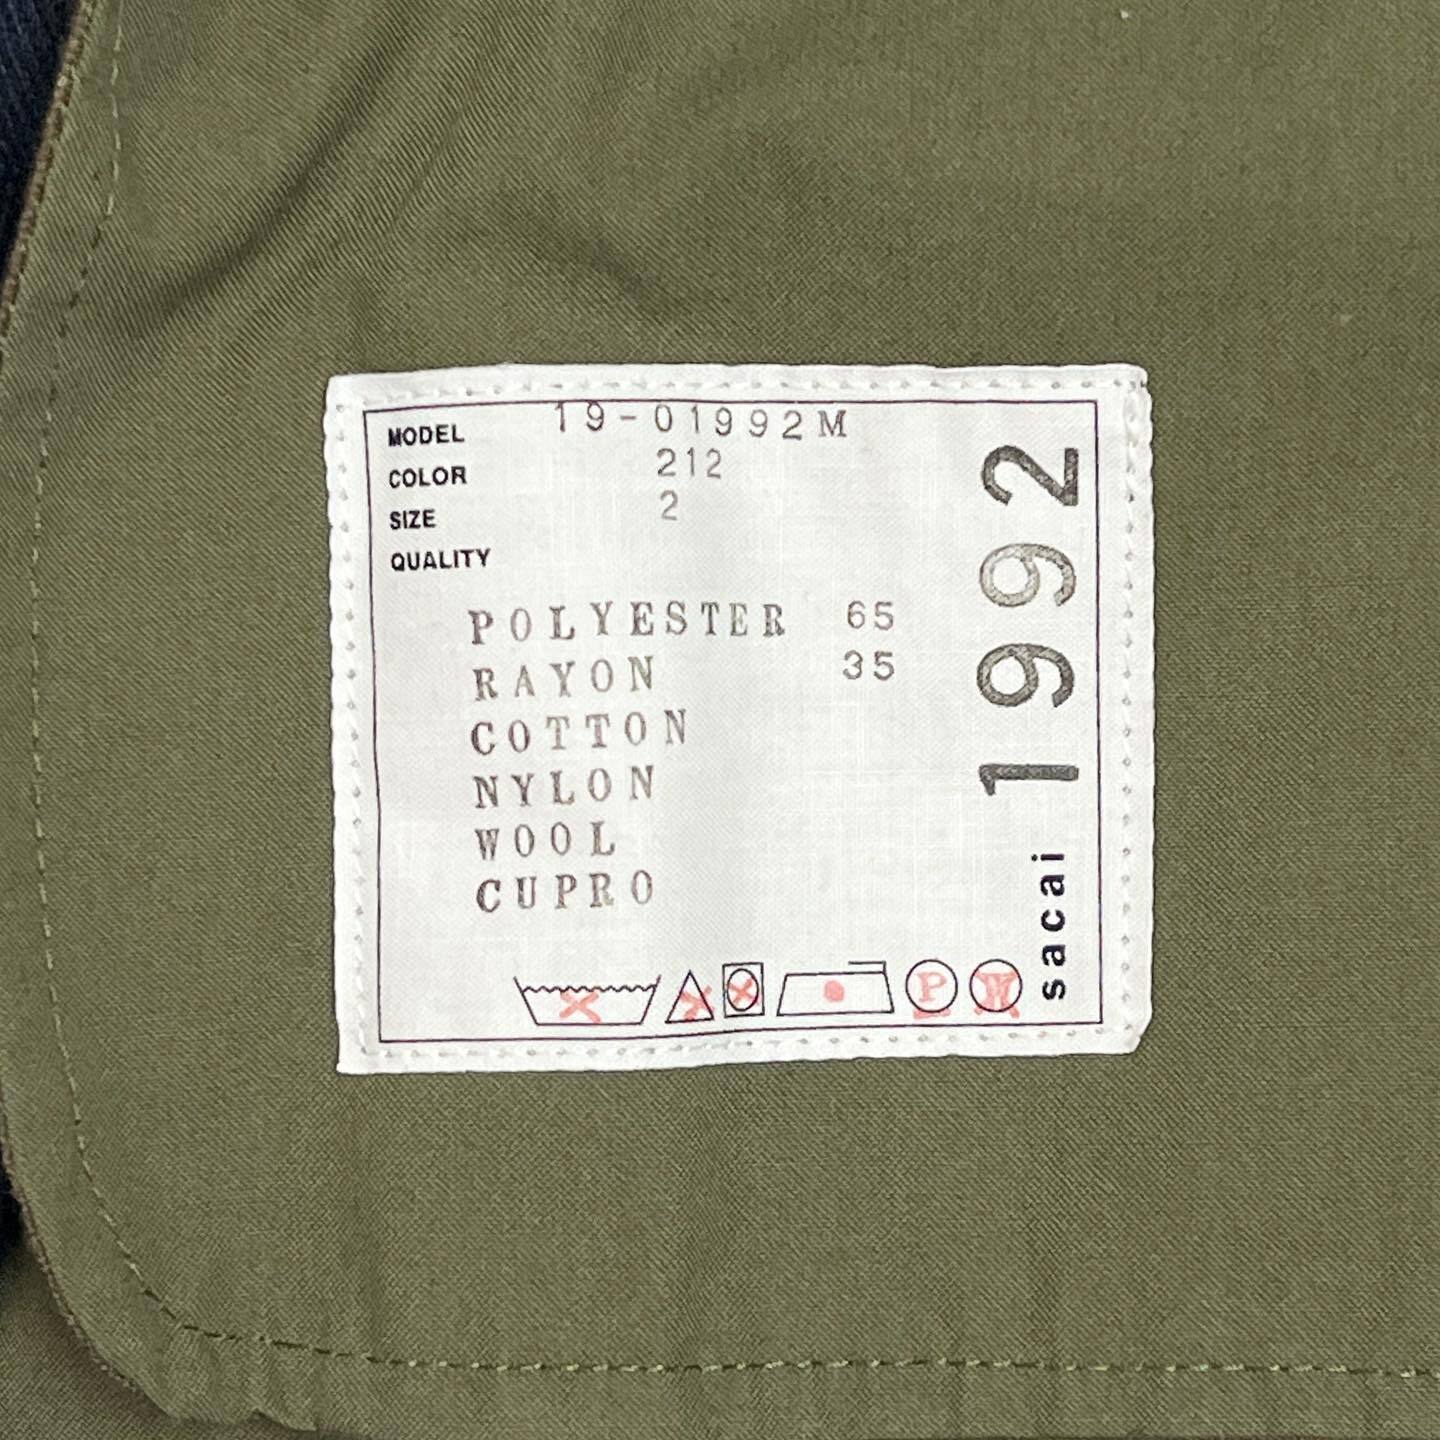 MODEL 19-01992M
COLOR 212
SIZE 2
QUALITY
POLYESTER 65
RAYON 35
COTTON
NYLON
WOOL
CUPRO
P W
sacai 1992